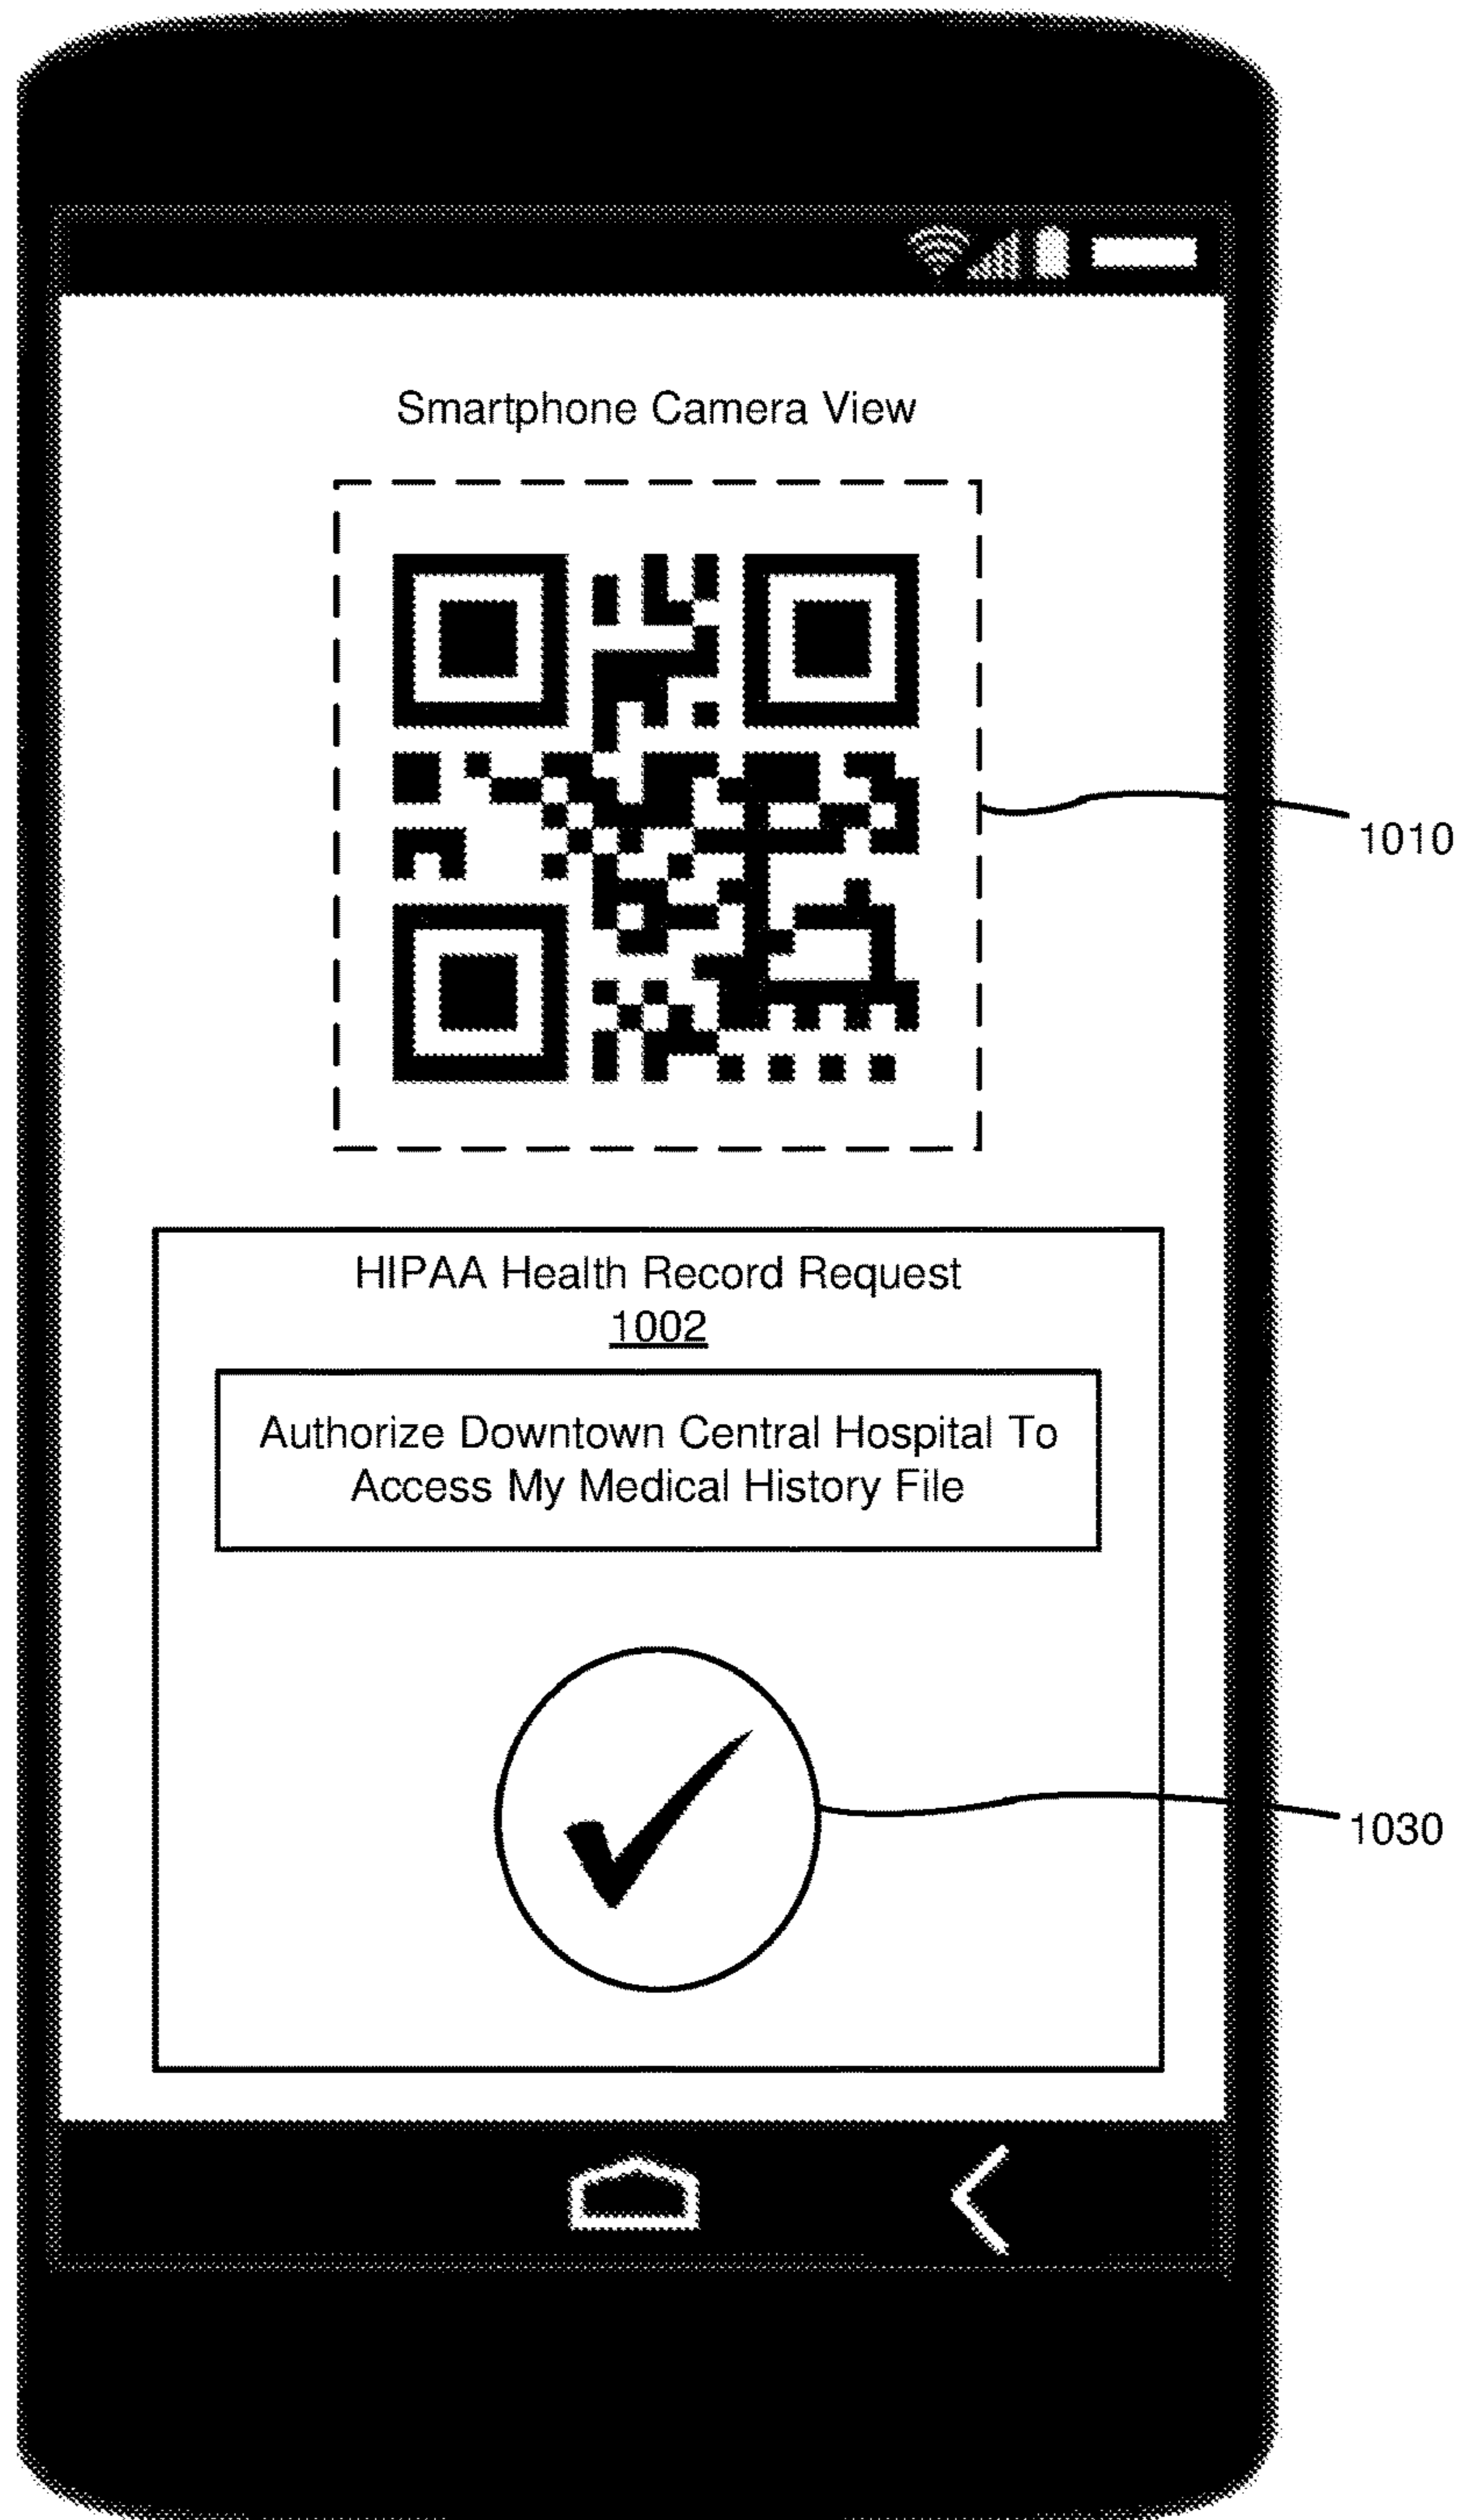 Smartphone Camera View
1010
HIPAA Health Record Request
1002
Authorize Downtown Central Hospital To
Access My Medical History File
1030